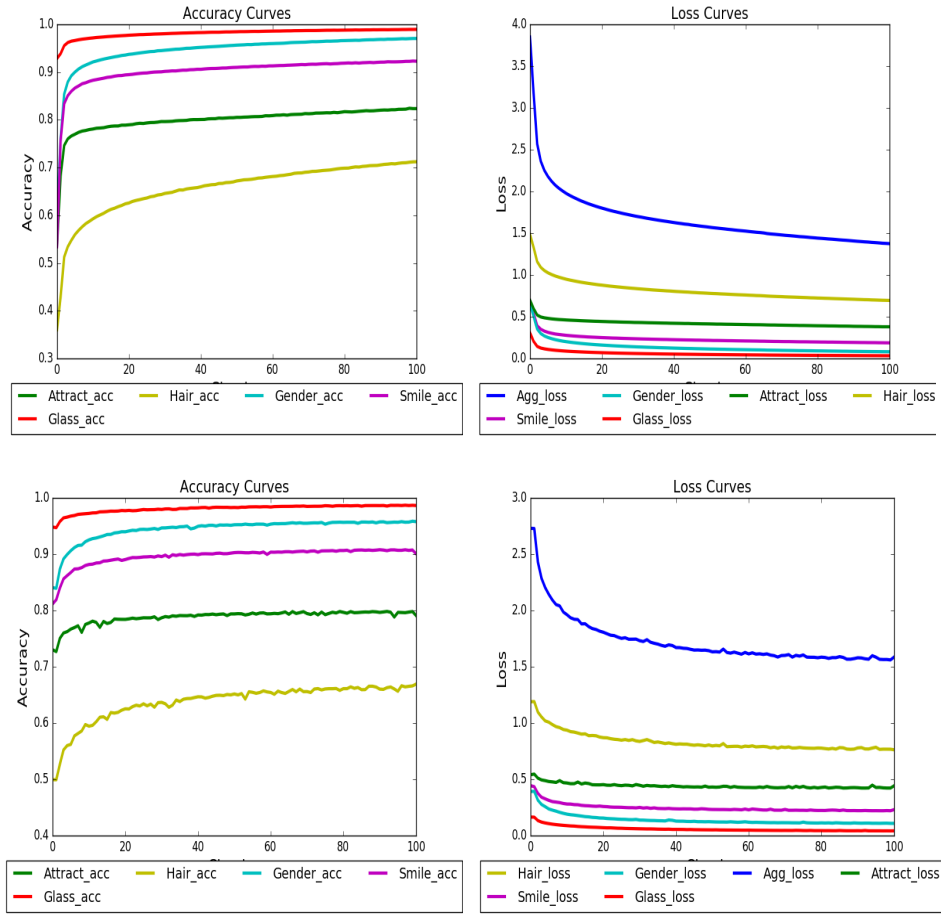 Accuracy Curves
1.0
0.9
0.8
0.7
0.6
0.5
0.4
0.3
Accuracy
0 20 40 60 80 100
Attract_acc Hair_acc Gender_acc Smile_acc
Glass_acc
Loss Curves
4.0
3.5
3.0
2.5
2.0
1.5
1.0
0.5
0.0
Loss
0 20 40 60 80 100
Agg_loss Gender_loss Attract_loss Hair_loss
Smile_loss Glass_loss
Accuracy Curves
1.0
0.9
0.8
0.7
0.6
0.5
0.4
Accuracy
0 20 40 60 80 100
Attract_acc Hair_acc Gender_acc Smile_acc
Glass_acc
Loss Curves
3.0
2.5
2.0
1.5
1.0
0.5
0.0
Loss
0 20 40 60 80 100
Hair_loss Gender_loss Agg_loss Attract_loss
Smile_loss Glass_loss